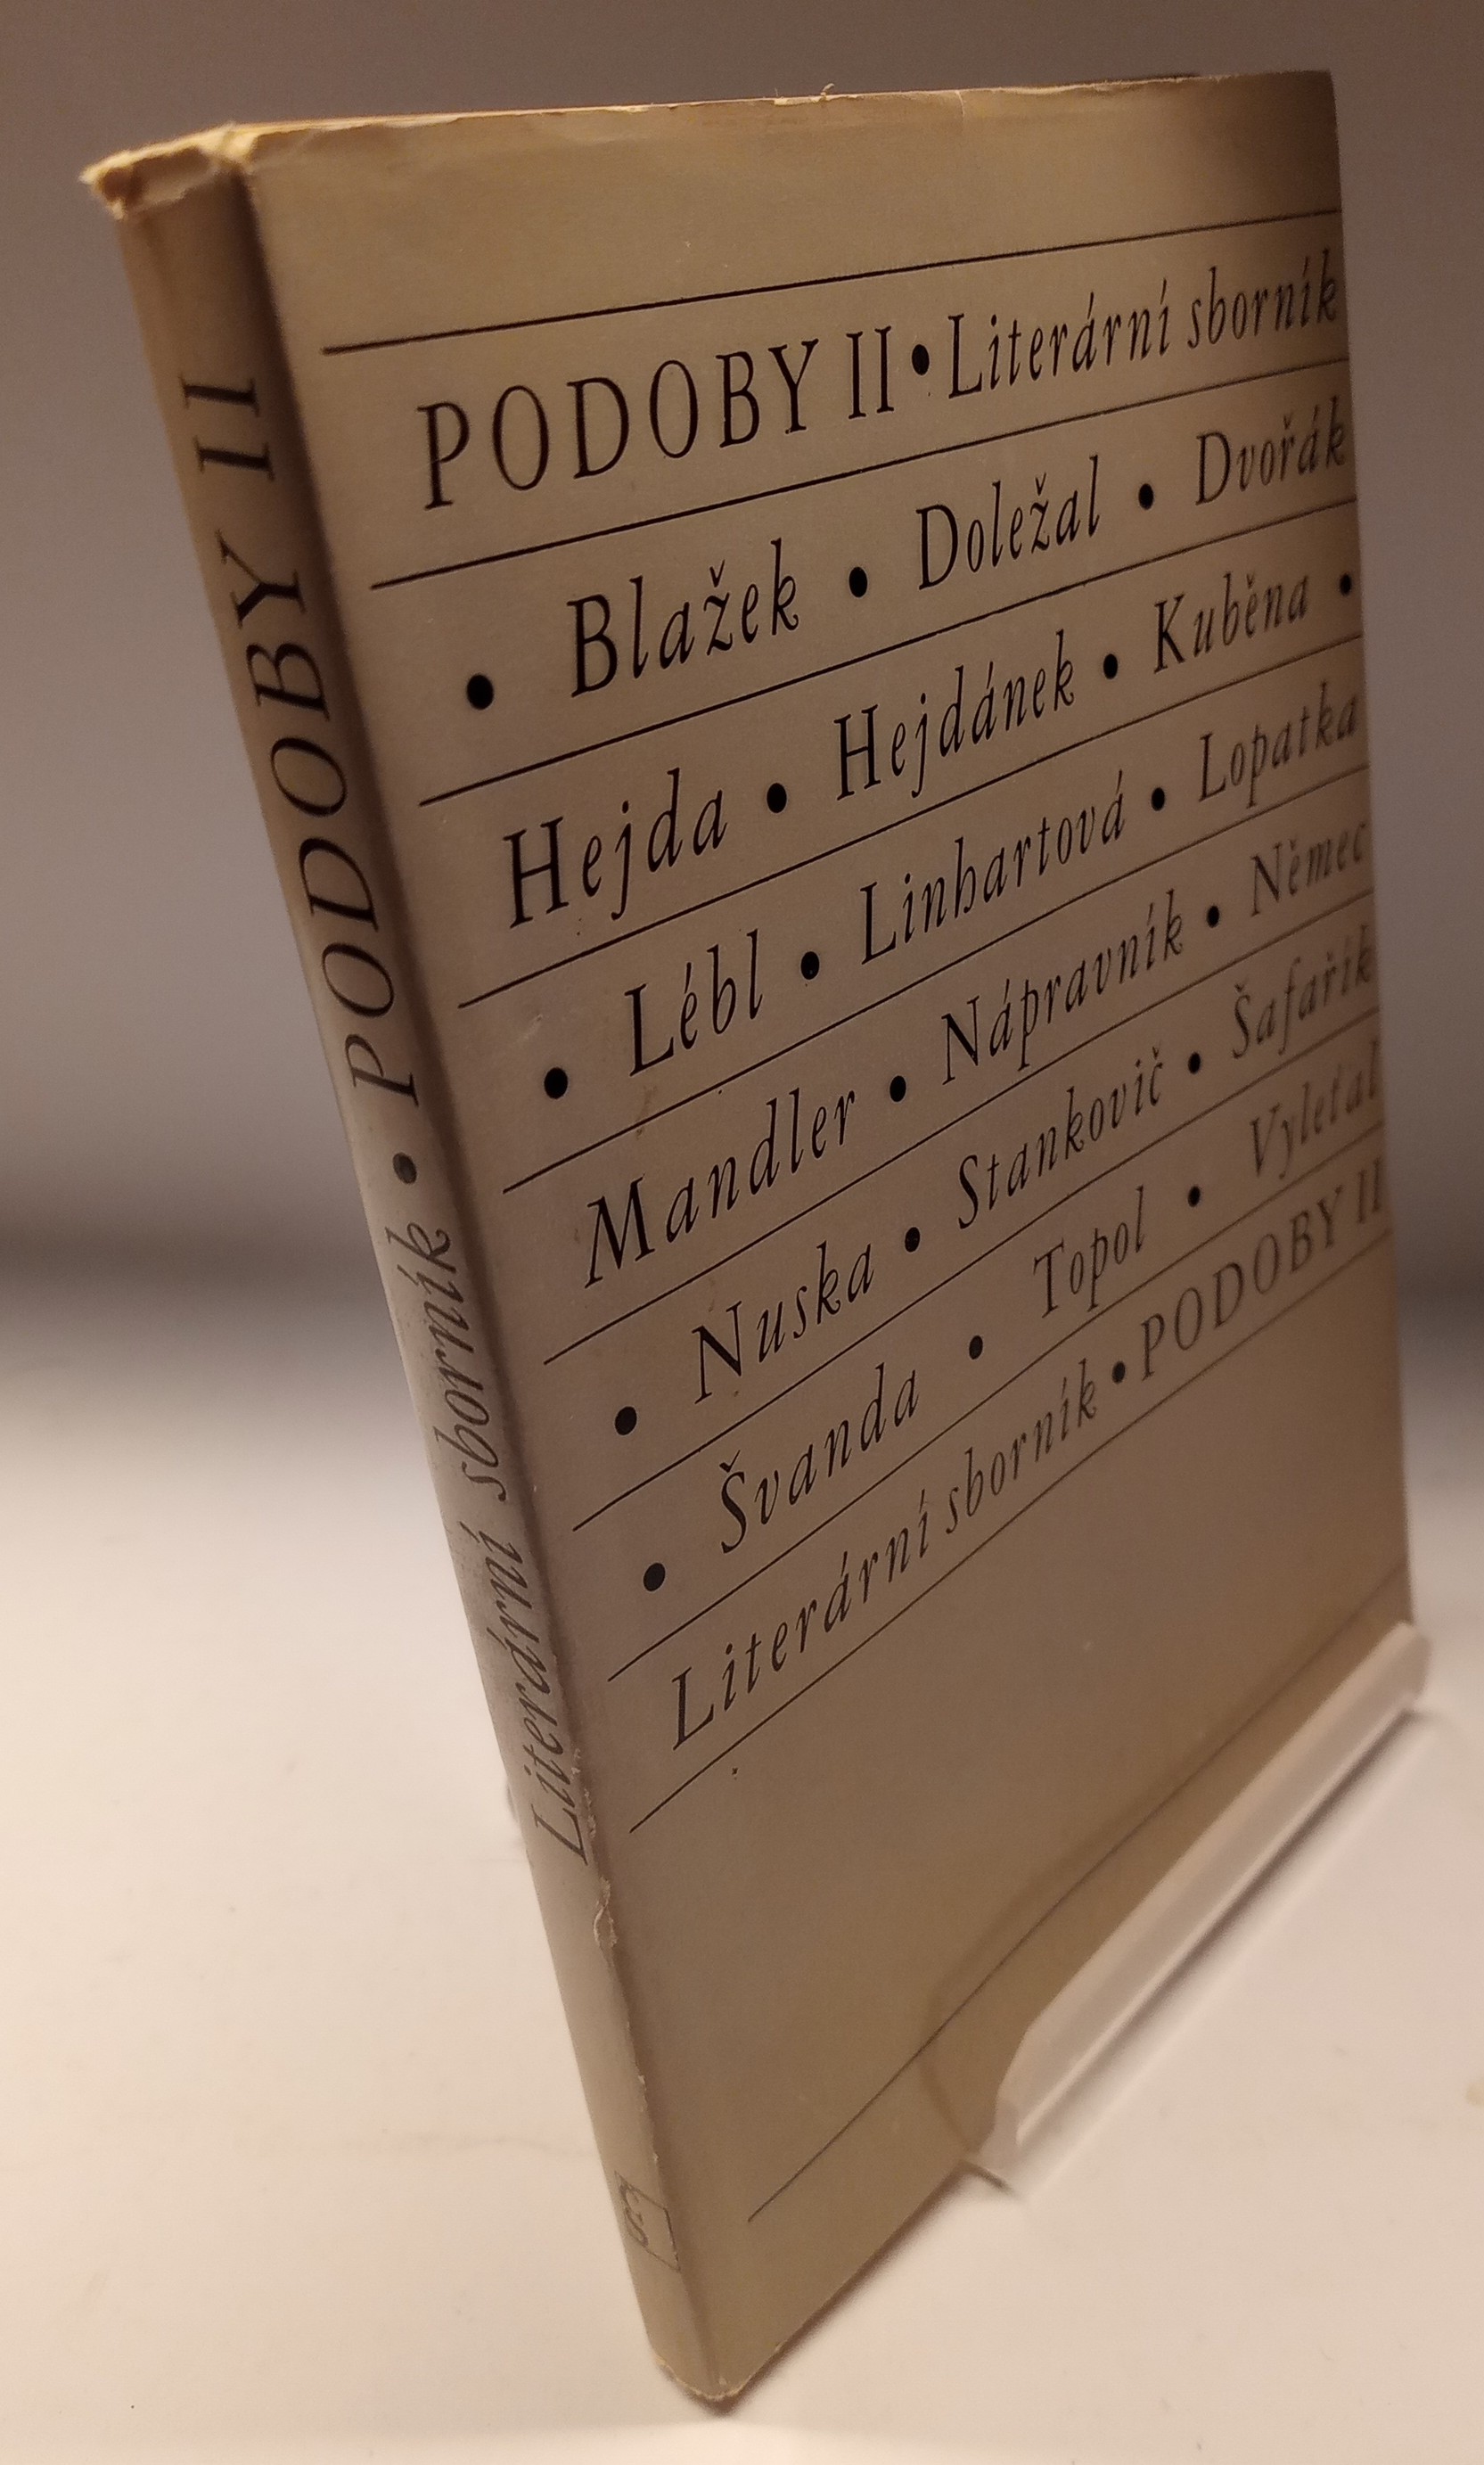 PODOBY II • Literární sborník
• Blažek • Doležal • Dvořák
Hejda • Hejdánek • Kuběna •
• Lébl • Linhartová • Lopatka
Mandler • Nápravník • Němec
• Nuska • Stankovič • Šafařík
• Švanda • Topol • Vyleťal
Literární sborník • PODOBY II
Literární sborník • PODOBY II